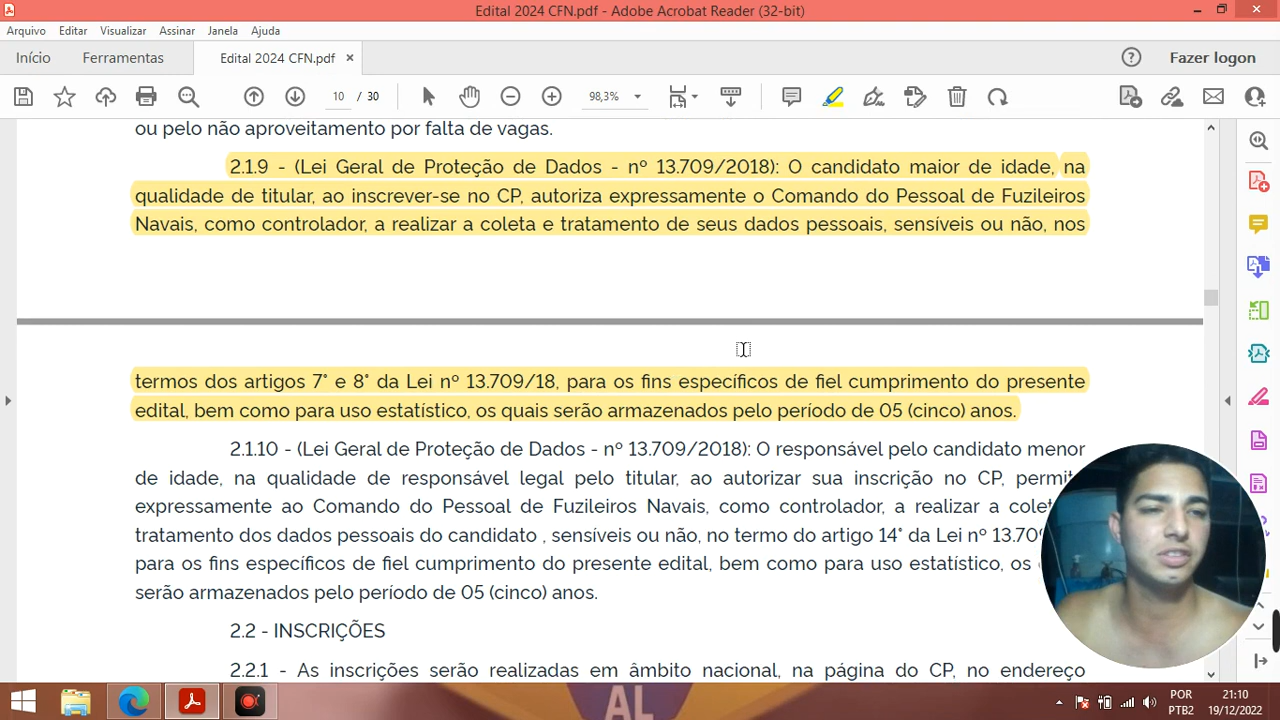 Edital 2024 CFN.pdf - Adobe Acrobat Reader (32-bit)
Arquivo Editar Visualizar Assinar Janela Ajuda
Início Ferramentas Edital 2024 CFN.pdf × Fazer logon
10 / 30 98,3%
ou pelo não aproveitamento por falta de vagas.
2.1.9 - (Lei Geral de Proteção de Dados - nº 13.709/2018): O candidato maior de idade, na
qualidade de titular, ao inscrever-se no CP, autoriza expressamente o Comando do Pessoal de Fuzileiros
Navais, como controlador, a realizar a coleta e tratamento de seus dados pessoais, sensíveis ou não, nos
termos dos artigos 7° e 8° da Lei nº 13.709/18, para os fins específicos de fiel cumprimento do presente
edital, bem como para uso estatístico, os quais serão armazenados pelo período de 05 (cinco) anos.
2.1.10 - (Lei Geral de Proteção de Dados - nº 13.709/2018): O responsável pelo candidato menor
de idade, na qualidade de responsável legal pelo titular, ao autorizar sua inscrição no CP,
expressamente ao Comando do Pessoal de Fuzileiros Navais, como controlador, a realizar a
tratamento dos dados pessoais do candidato , sensíveis ou não, no termo do artigo 14° da Lei nº
para os fins específicos de fiel cumprimento do presente edital, bem como para uso estatístico, os
serão armazenados pelo período de 05 (cinco) anos.
2.2 - INSCRIÇÕES
2.2.1 - As inscrições serão realizadas em âmbito nacional, na página do CP, no endereço
AL
POR 21:10
PTB2 19/12/2022